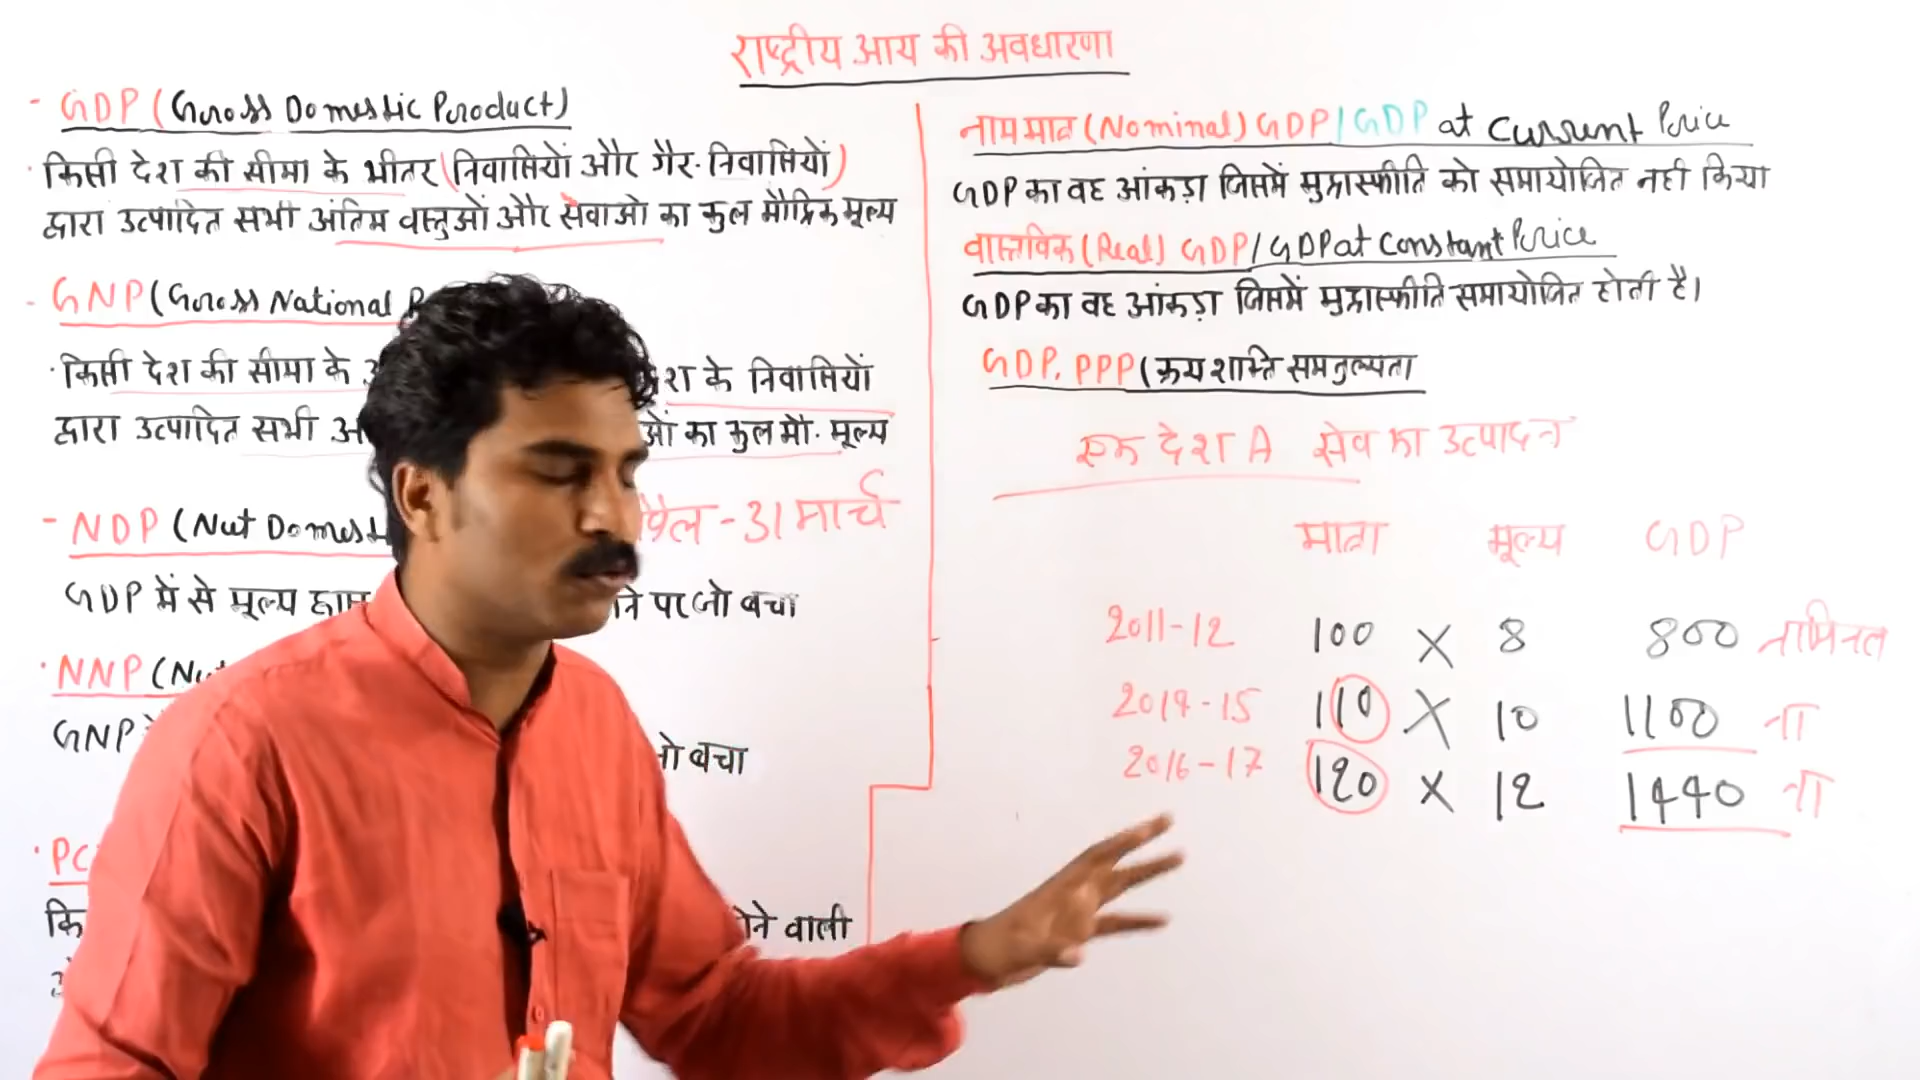 राष्ट्रीय आय की अवधारणा
- GDP (Gross Domestic Product)
· किसी देश की सीमा के भीतर (निवासियों और गैर-निवासियों)
द्वारा उत्पादित सभी अंतिम वस्तुओं और सेवाओ का कुल मौद्रिक मूल्य
- GNP (Gross National
· किसी देश की सीमा के के निवासियों
द्वारा उत्पादित सभी ओं का कुल मौ. मूल्य
- NDP (Net - 31 मार्च
GDP में से मूल्य पर जो बचा
· NNP
GNP जो बचा
· PC
कि होने वाली
नाममात्र (Nominal) GDP / GDP at Current Price
GDP का वह आंकड़ा जिसमें मुद्रास्फीति को समायोजित नही किया
वास्तविक (Real) GDP / GDP at Constant Price
GDP का वह आंकड़ा जिसमें मुद्रास्फीति समायोजित होती है।
GDP. PPP (क्रय शक्ति समतुल्यता
एक देश A सेव का उत्पादन
मात्रा मूल्य GDP
2011-12 100 X 8 800 नामिनल
2014-15 110 X 10 1100 ना
2016-17 120 X 12 1440 ना